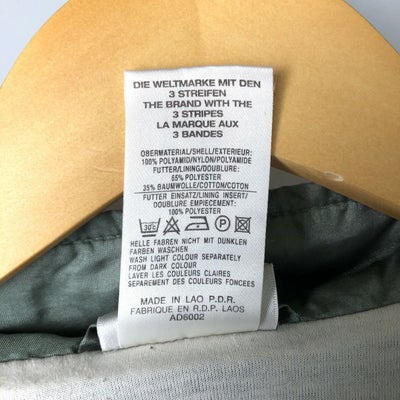 DIE WELTMARKE MIT DEN
3 STREIFEN
THE BRAND WITH THE
3 STRIPES
LA MARQUE AUX
3 BANDES
OBERMATERIAL/SHELL/EXTERIEUR:
100% POLYAMID/NYLON/POLYAMIDE
FUTTER/LINING/DOUBLURE:
65% POLYESTER
35% BAUMWOLLE/COTTON/COTON
FUTTER EINSATZ/LINING INSERT/
DOUBLURE EMPIECEMENT:
100% POLYESTER
30°C
HELLE FABREN NICHT MIT DUNKLEN
FARBEN WASCHEN
WASH LIGHT COLOUR SEPARATELY
FROM DARK COLOUR
LAVER LES COULEURS CLAIRES
SEPAREMENT DES COULEURS FONCEES
MADE IN LAO P.D.R.
FABRIQUE EN R.D.P. LAOS
AD6002